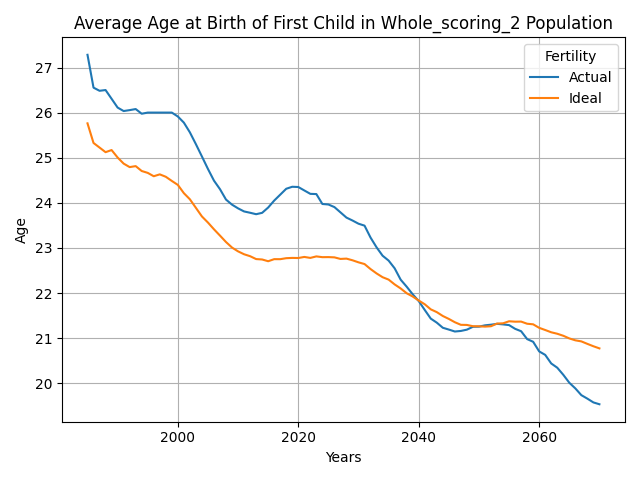 Average Age at Birth of First Child in Whole_scoring_2 Population
Fertility
Actual
Ideal
Age
27
26
25
24
23
22
21
20
2000 2020 2040 2060
Years